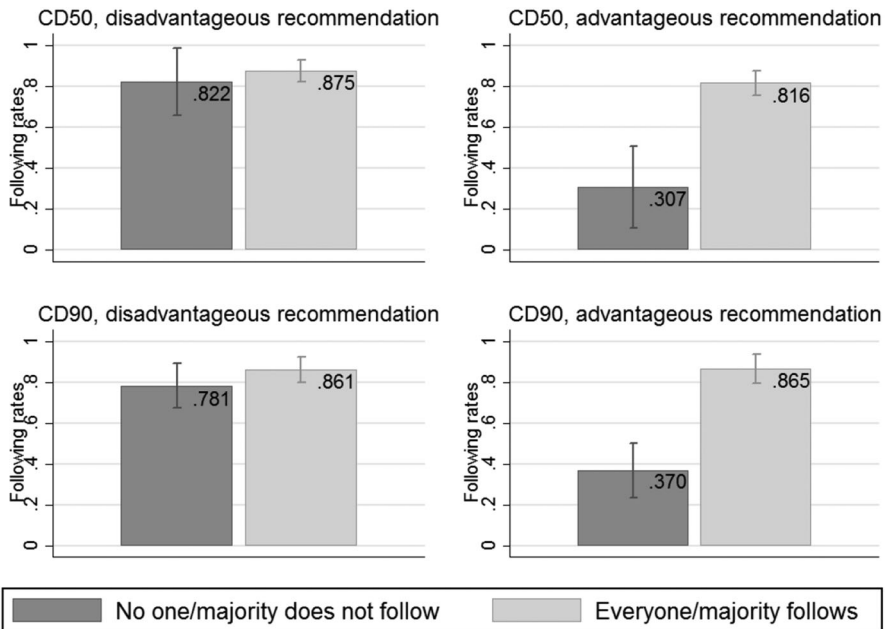 CD50, disadvantageous recommendation
Following rates
0 .2 .4 .6 .8 1
.822
.875
CD50, advantageous recommendation
Following rates
0 .2 .4 .6 .8 1
.307
.816
CD90, disadvantageous recommendation
Following rates
0 .2 .4 .6 .8 1
.781
.861
CD90, advantageous recommendation
Following rates
0 .2 .4 .6 .8 1
.370
.865
No one/majority does not follow
Everyone/majority follows